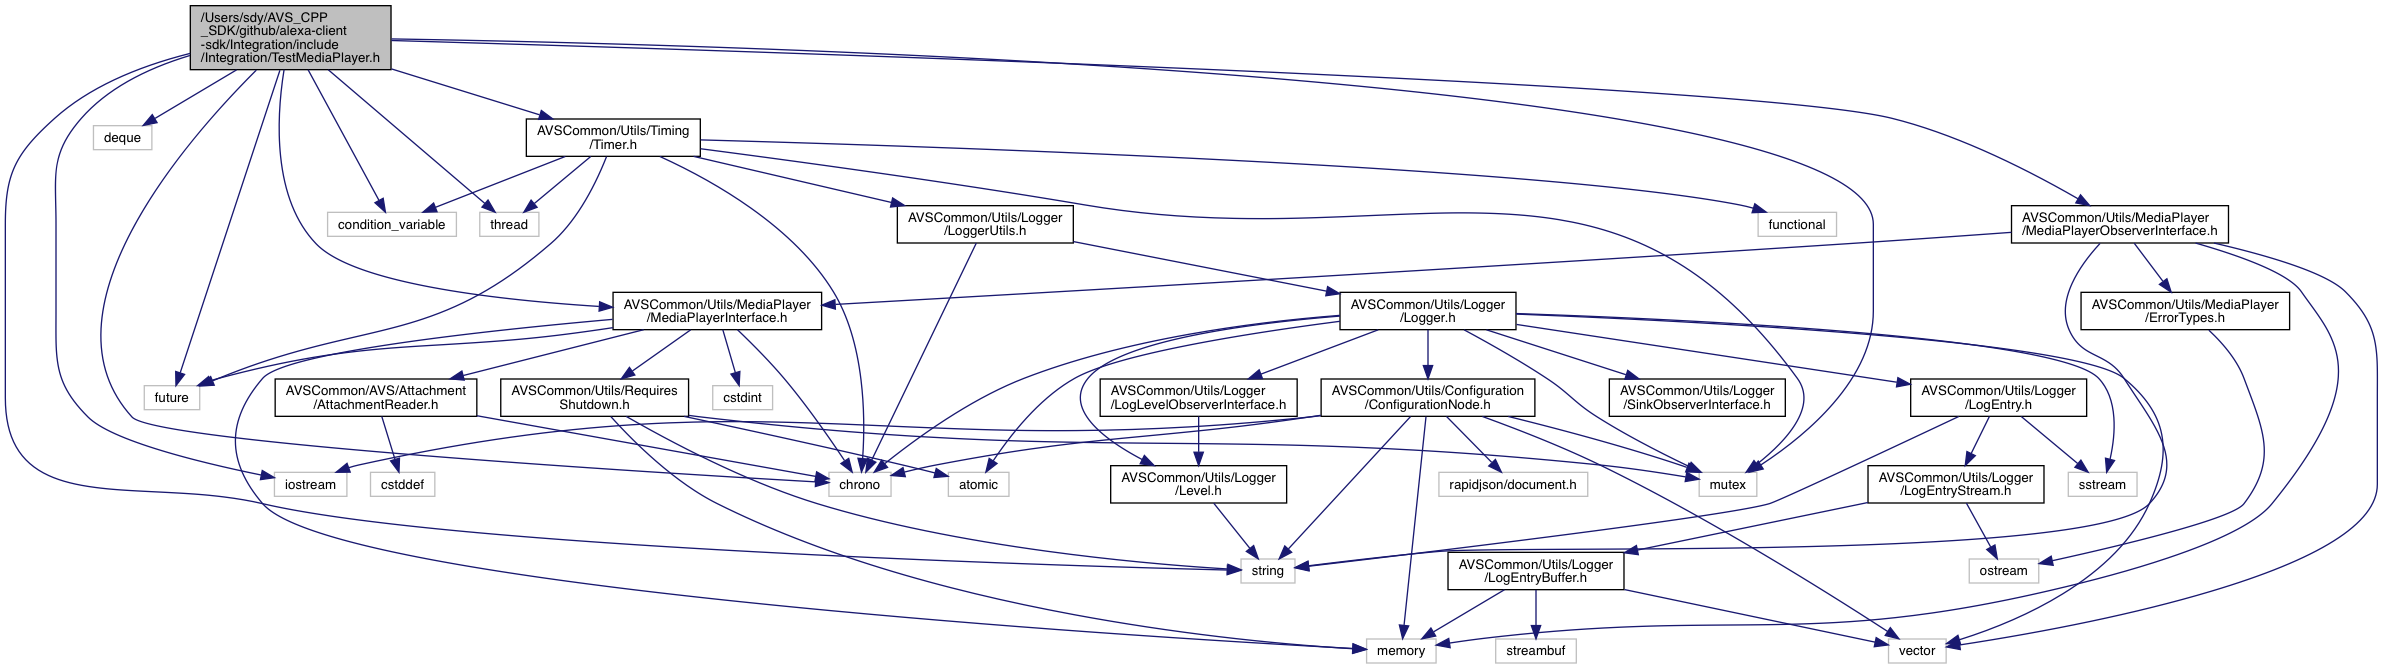 /Users/sdy/AVS_CPP
_SDK/github/alexa-client
-sdk/Integration/include
/Integration/TestMediaPlayer.h
deque
AVSCommon/Utils/Timing
/Timer.h
condition_variable
thread
AVSCommon/Utils/Logger
/LoggerUtils.h
functional
AVSCommon/Utils/MediaPlayer
/MediaPlayerObserverInterface.h
AVSCommon/Utils/MediaPlayer
/MediaPlayerInterface.h
AVSCommon/Utils/Logger
/Logger.h
AVSCommon/Utils/MediaPlayer
/ErrorTypes.h
future
AVSCommon/AVS/Attachment
/AttachmentReader.h
AVSCommon/Utils/Requires
Shutdown.h
cstdint
AVSCommon/Utils/Logger
/LogLevelObserverInterface.h
AVSCommon/Utils/Configuration
/ConfigurationNode.h
AVSCommon/Utils/Logger
/SinkObserverInterface.h
AVSCommon/Utils/Logger
/LogEntry.h
iostream
cstddef
chrono
atomic
AVSCommon/Utils/Logger
/Level.h
rapidjson/document.h
mutex
AVSCommon/Utils/Logger
/LogEntryStream.h
sstream
string
AVSCommon/Utils/Logger
/LogEntryBuffer.h
ostream
memory
streambuf
vector